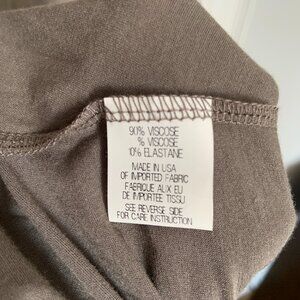 90% VISCOSE
% VISCOSE
10% ELASTANE
MADE IN USA
OF IMPORTED FABRIC
FABRIQUE AUX EU
DE IMPORTÉE TISSU
SEE REVERSE SIDE
FOR CARE INSTRUCTION